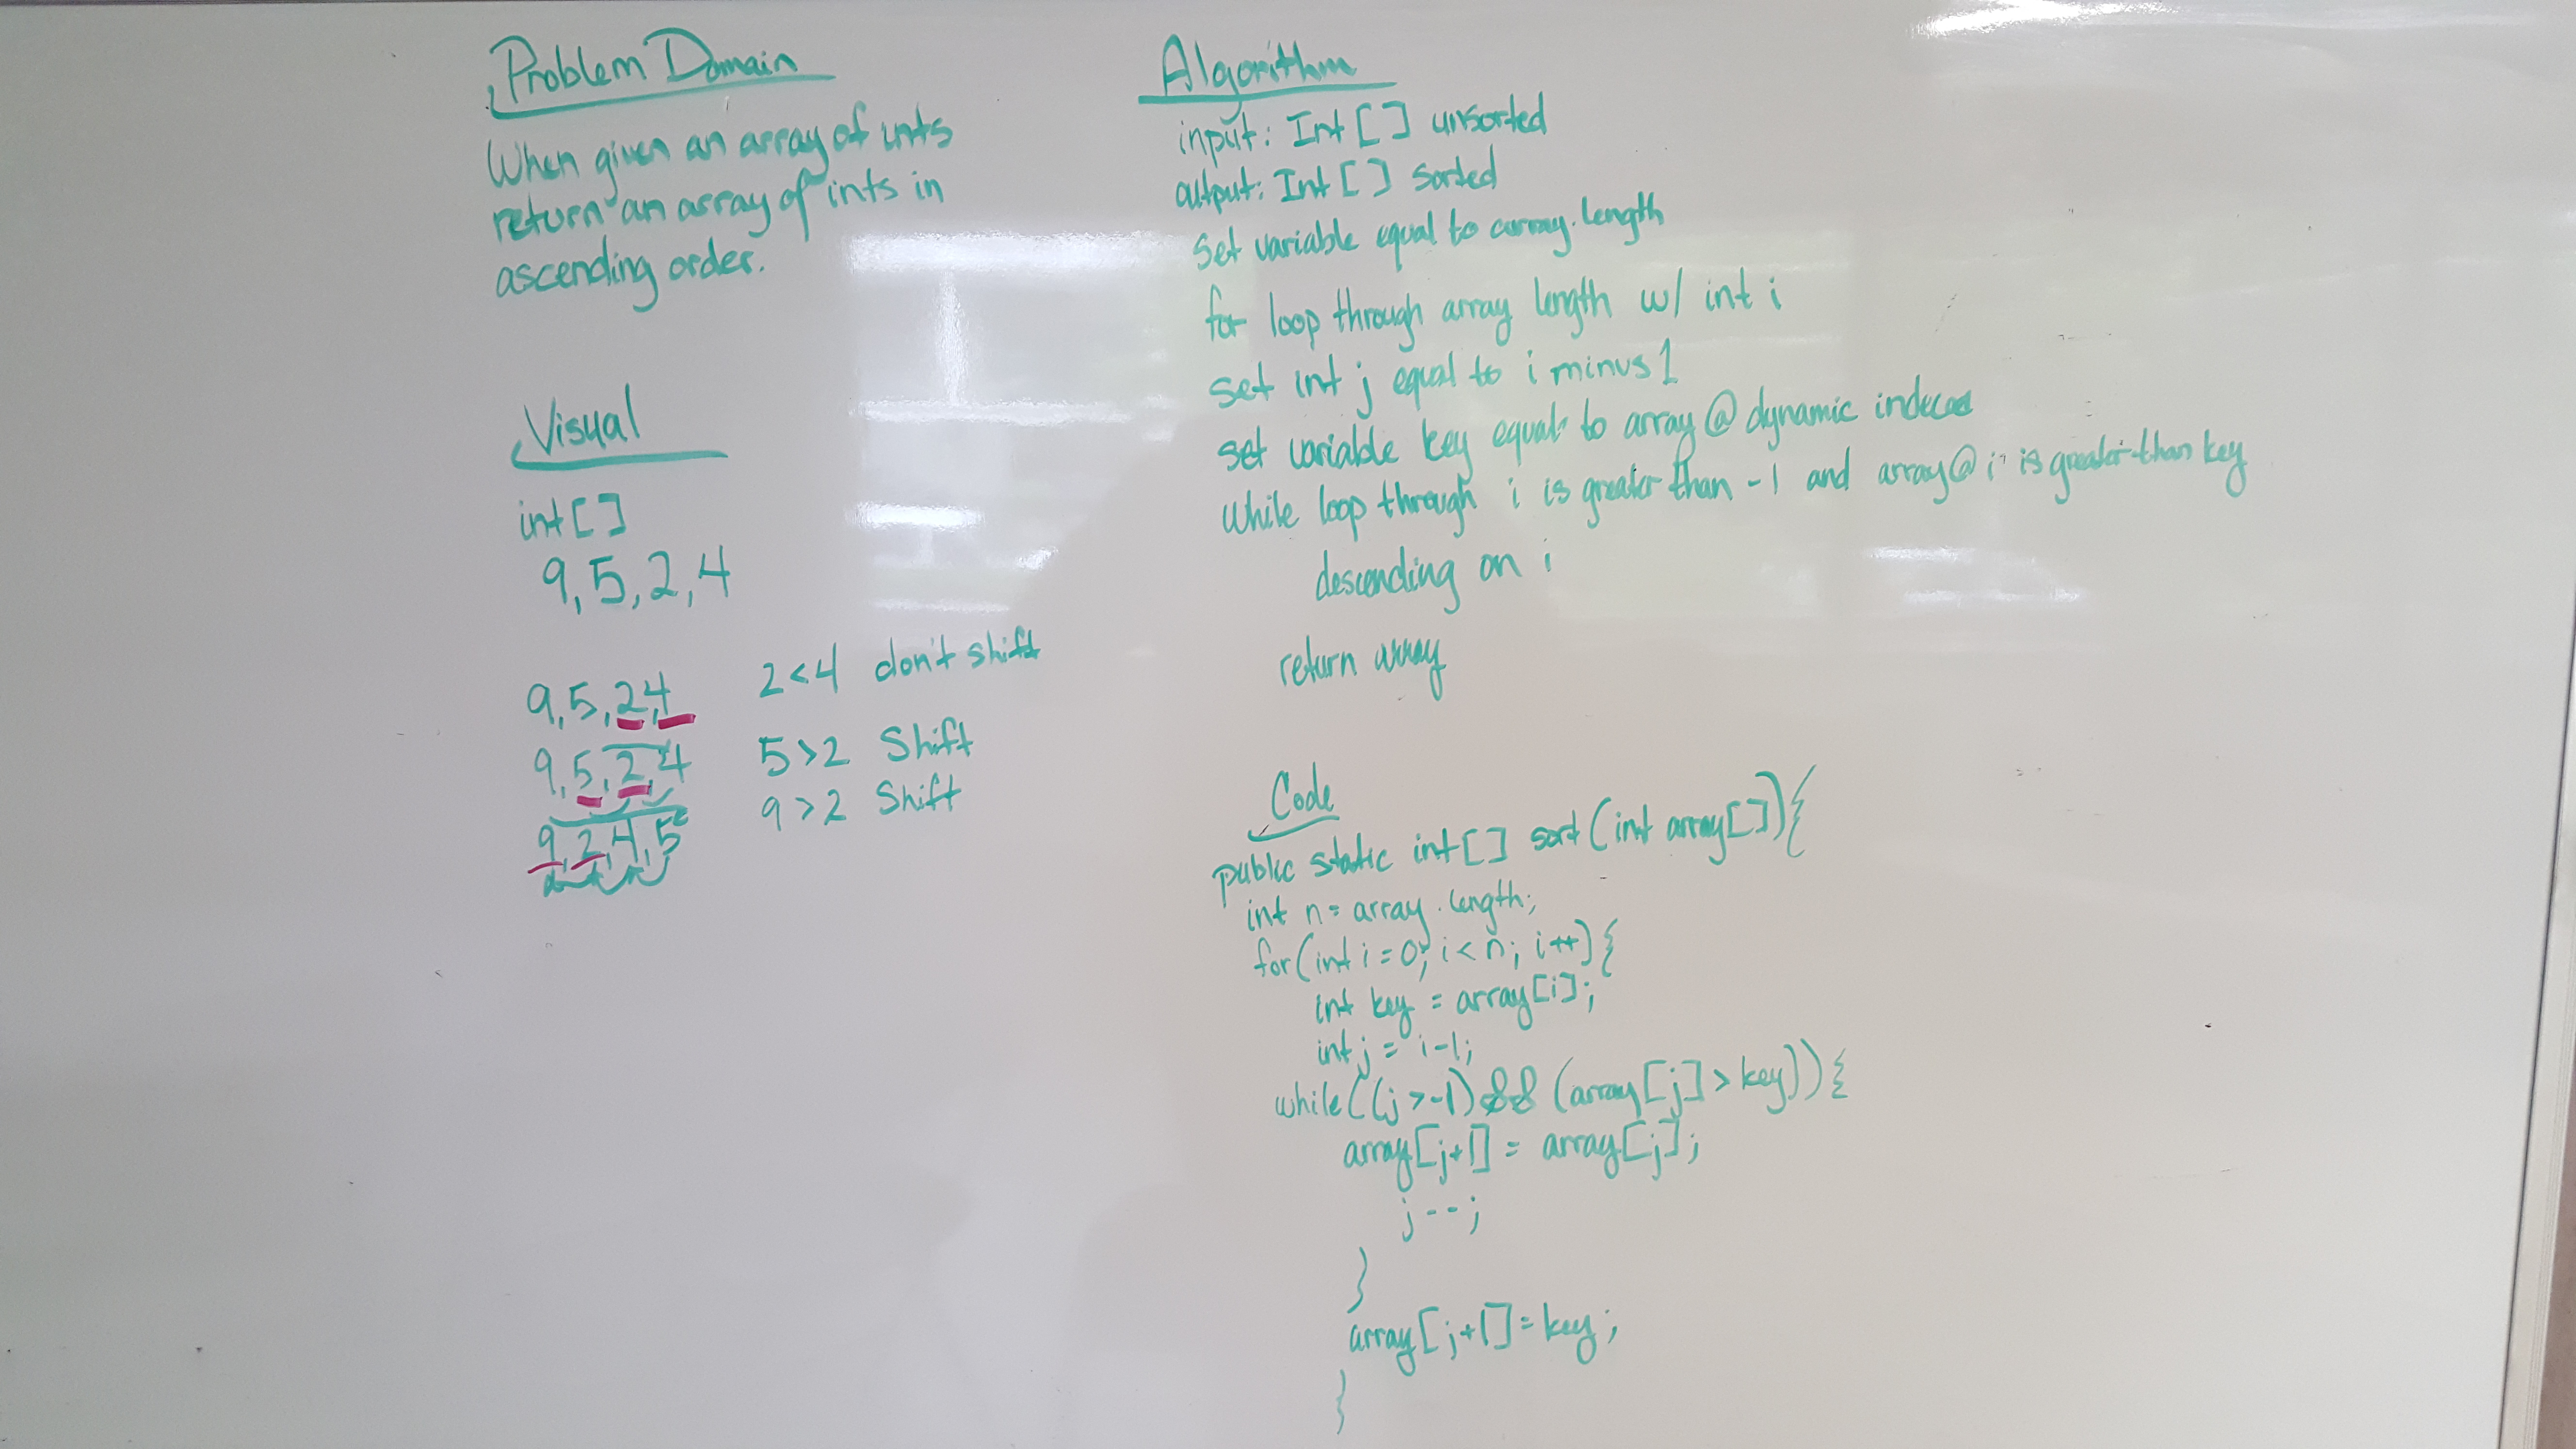 Problem Domain
When given an array of ints
return an array of ints in
ascending order.
Visual
int[]
9,5,2,4
9,5,2,4 2<4 don't shift
9,5,2,4 5>2 Shift
9,2,4,5 9>2 Shift
Algorithm
input: Int[] unsorted
output: Int[] sorted
set variable equal to array.length
for loop through array length w/ int i
set int j equal to i minus 1
set variable key equal to array @ dynamic
while loop through i is greater than -1 and array @ i is greater than key
descending on i
return array
Code
public static int[] sort(int array[]){
int n = array.length;
for(int i = 0; i < n; i++){
int key = array[i];
int j = i-1;
while((j > -1) && (array[j] > key)){
array[j+1] = array[j];
j--;
}
array[j+1] = key;
}